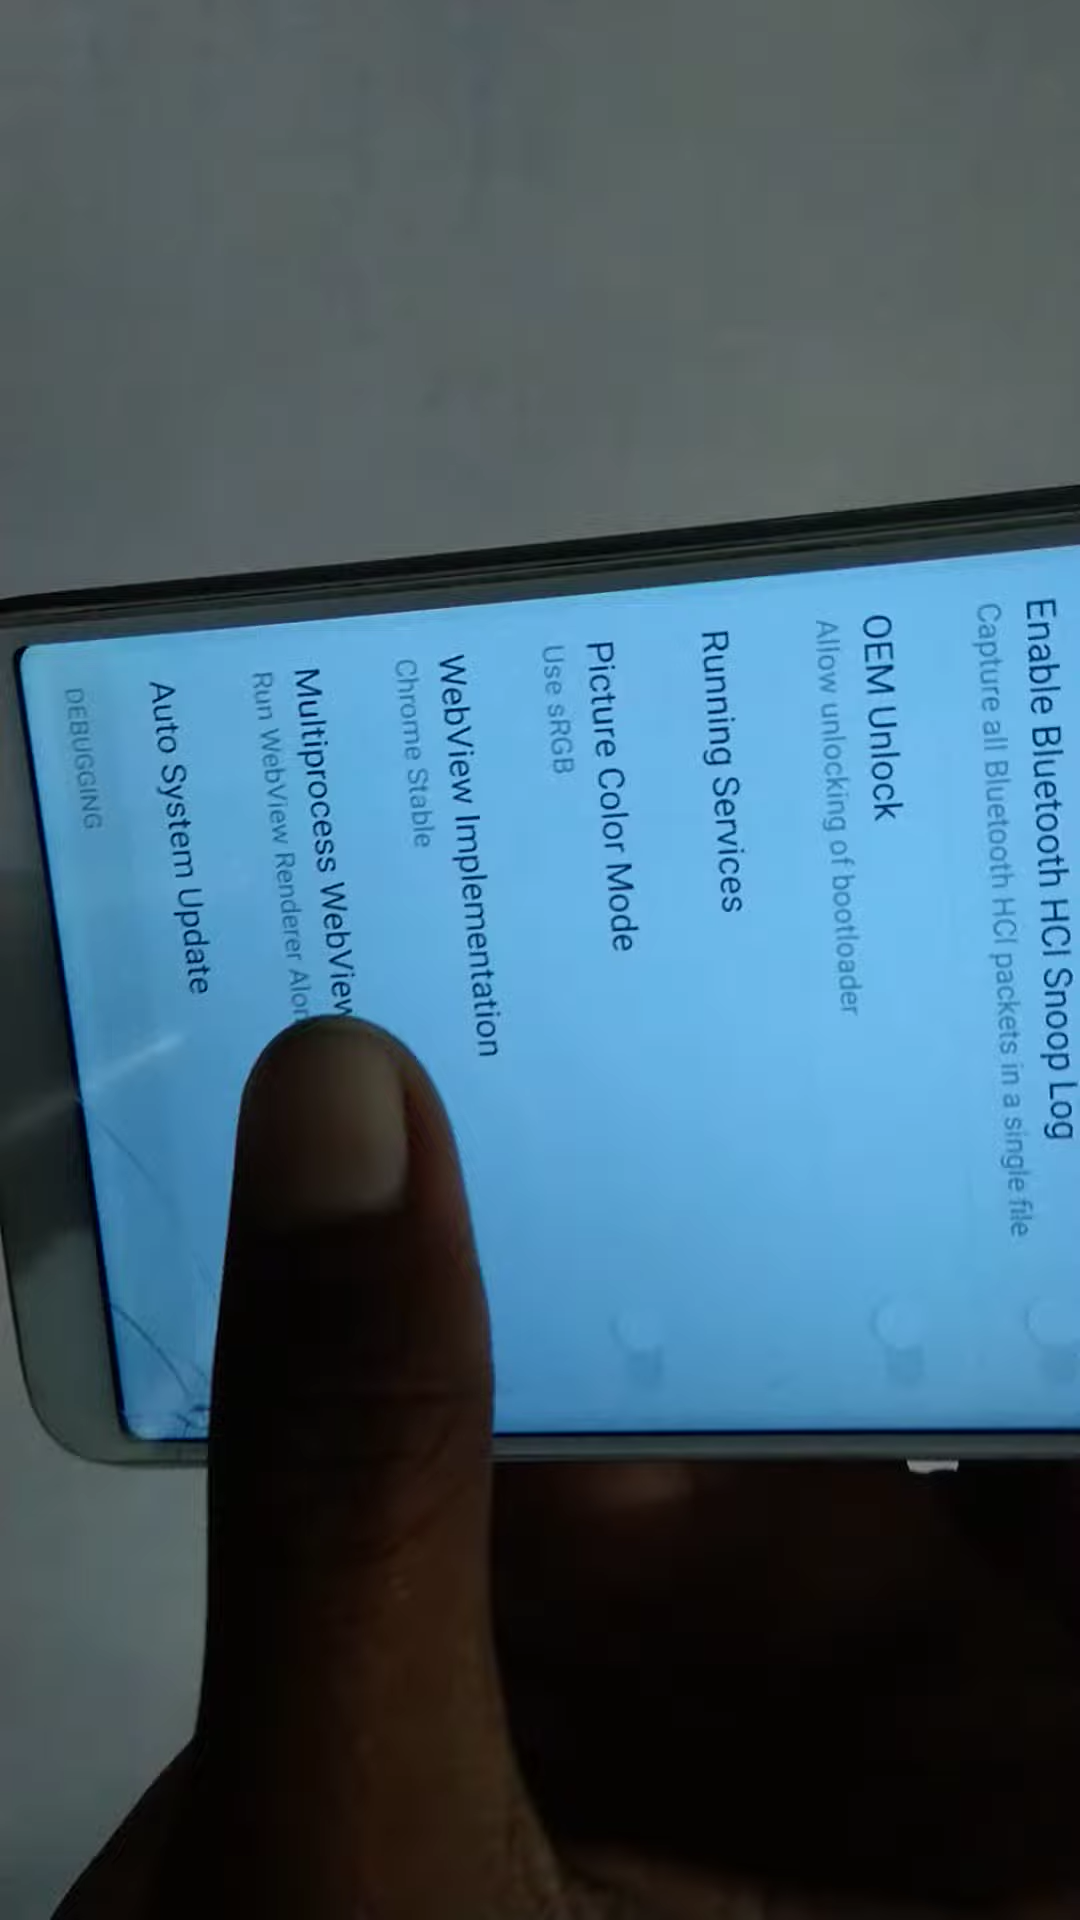 Enable Bluetooth HCI Snoop Log
Capture all Bluetooth HCI packets in a single file
OEM Unlock
Allow unlocking of bootloader
Running Services
Picture Color Mode
Use sRGB
WebView Implementation
Chrome Stable
Multiprocess WebView
Run WebView Renderer
Auto System Update
DEBUGGING